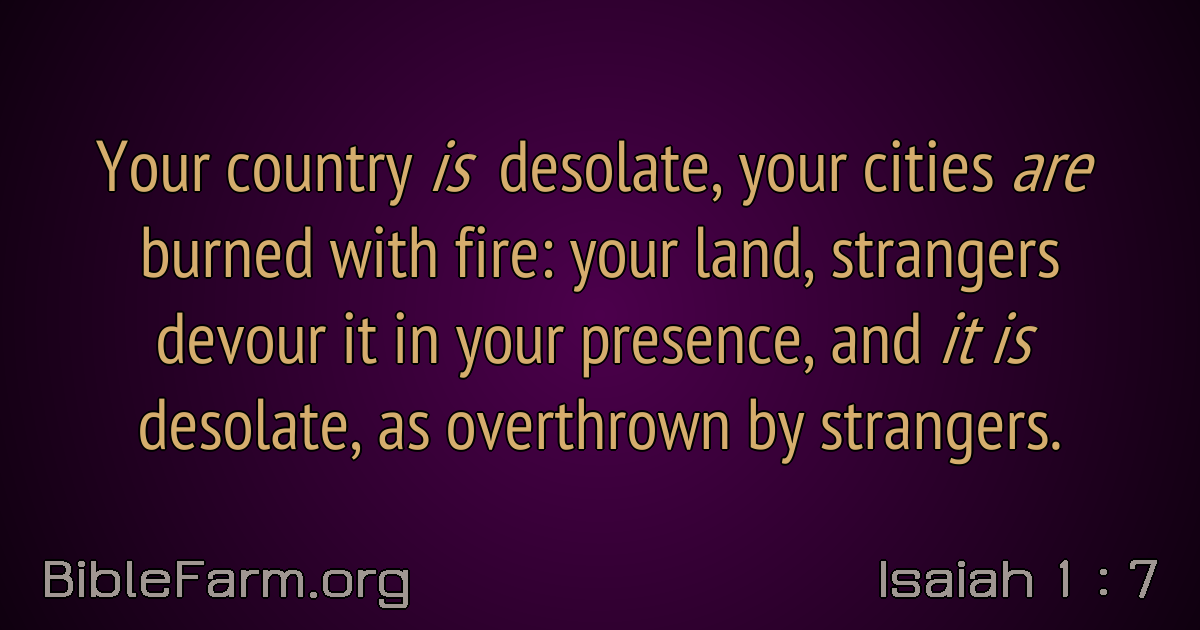 Your country is desolate, your cities are
burned with fire: your land, strangers
devour it in your presence, and it is
desolate, as overthrown by strangers.
BibleFarm.org
Isaiah 1 : 7